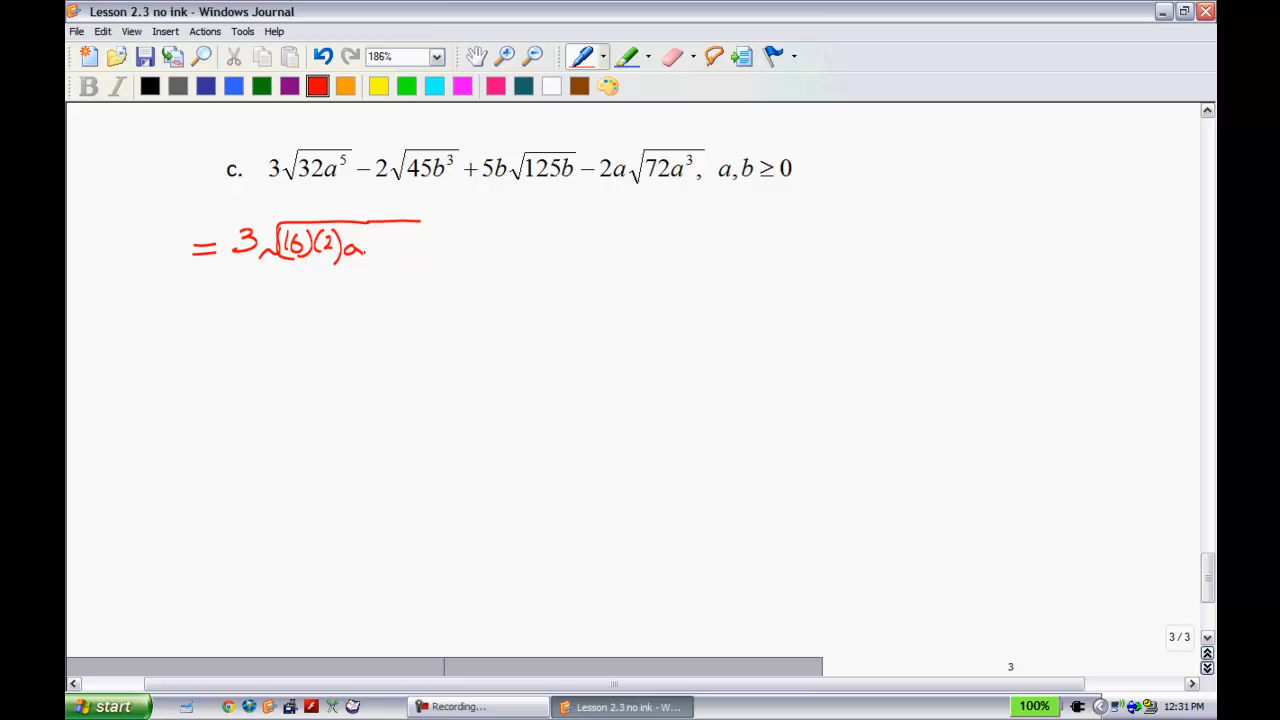 Lesson 2.3 no ink - Windows Journal
File Edit View Insert Actions Tools Help
186%
B I
c. 3√32a⁵ − 2√45b³ + 5b√125b − 2a√72a³, a,b ≥ 0
= 3√(16)(2)a
3 / 3
3
start Recording... Lesson 2.3 no ink - W... 100% 12:31 PM